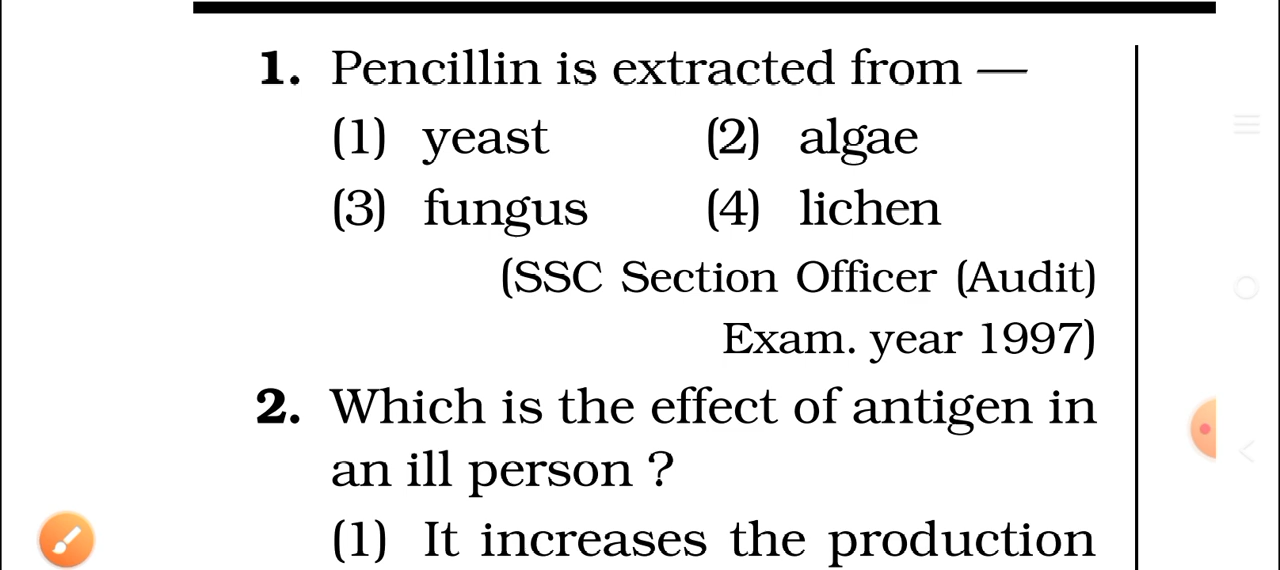 1. Pencillin is extracted from —
(1) yeast (2) algae
(3) fungus (4) lichen
(SSC Section Officer (Audit)
Exam. year 1997)
2. Which is the effect of antigen in
an ill person ?
(1) It increases the production